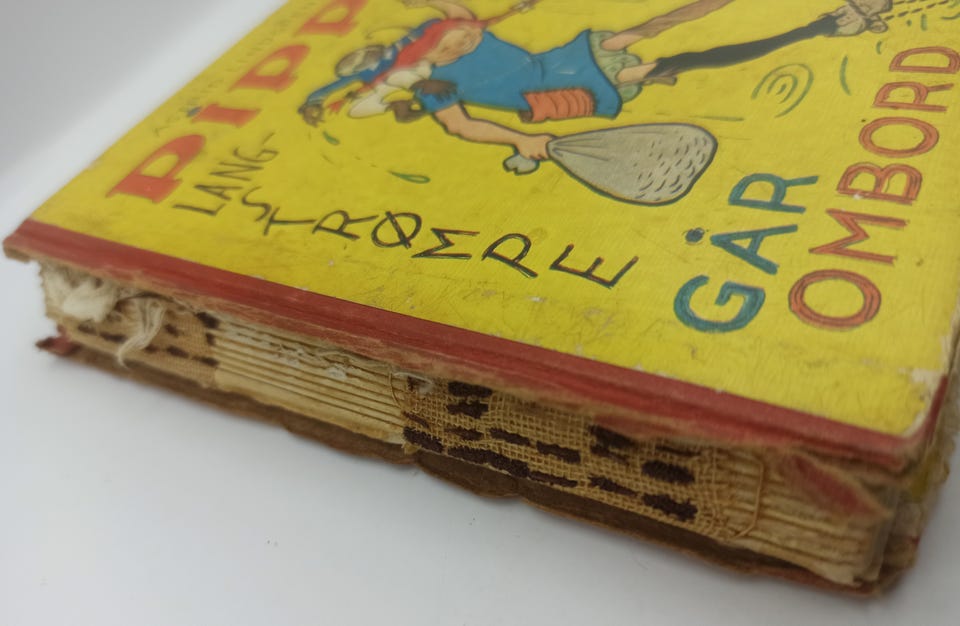 PIPPI
LANG-
STRØMPE
GÅR
OMBORD